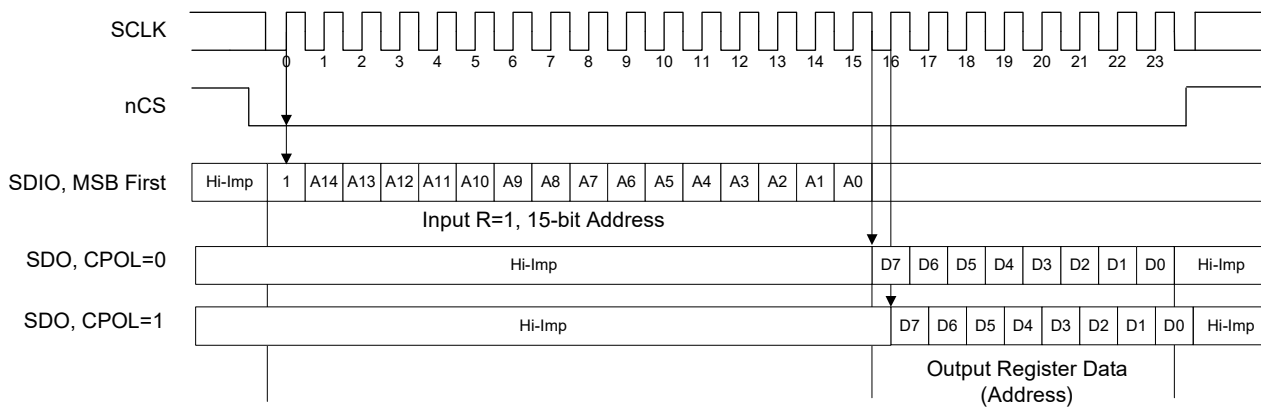 SCLK
0 1 2 3 4 5 6 7 8 9 10 11 12 13 14 15 16 17 18 19 20 21 22 23
nCS
SDIO, MSB First Hi-Imp 1 A14 A13 A12 A11 A10 A9 A8 A7 A6 A5 A4 A3 A2 A1 A0
Input R=1, 15-bit Address
SDO, CPOL=0 Hi-Imp D7 D6 D5 D4 D3 D2 D1 D0 Hi-Imp
SDO, CPOL=1 Hi-Imp D7 D6 D5 D4 D3 D2 D1 D0 Hi-Imp
Output Register Data
(Address)